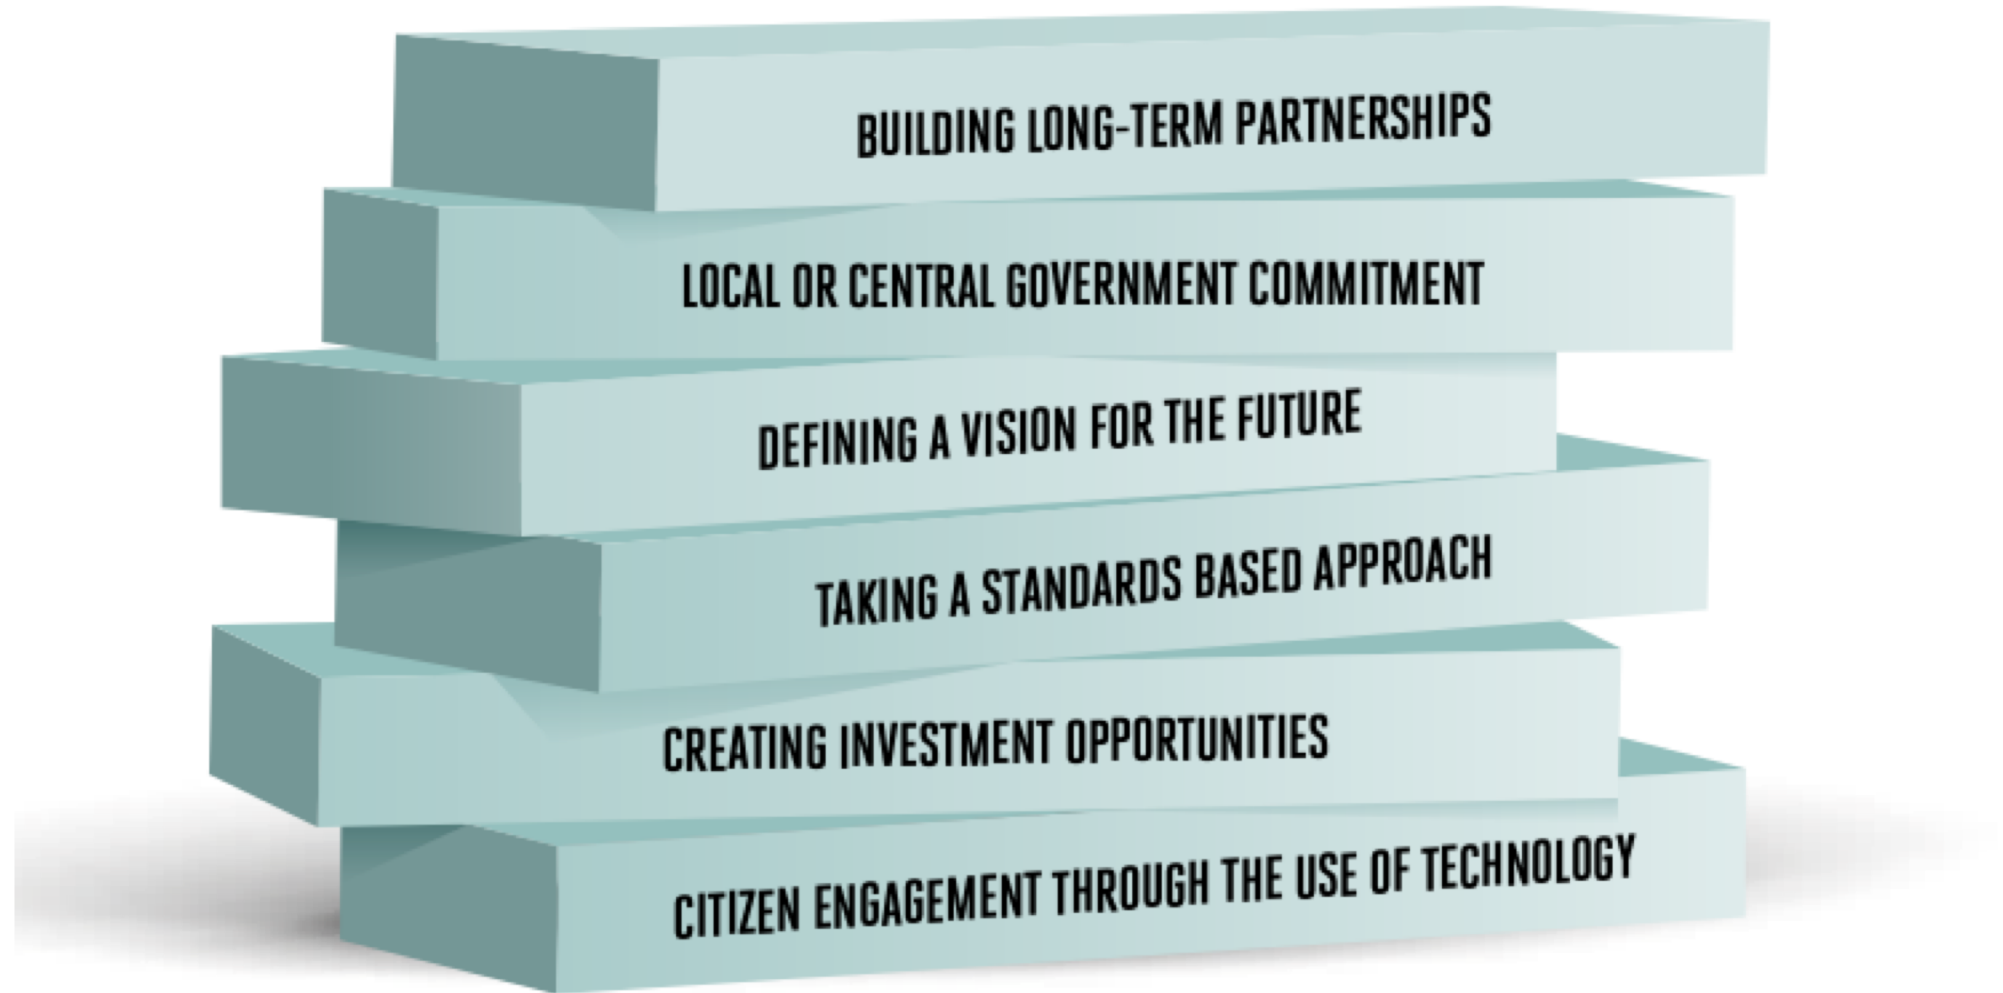 BUILDING LONG-TERM PARTNERSHIPS
LOCAL OR CENTRAL GOVERNMENT COMMITMENT
DEFINING A VISION FOR THE FUTURE
TAKING A STANDARDS BASED APPROACH
CREATING INVESTMENT OPPORTUNITIES
CITIZEN ENGAGEMENT THROUGH THE USE OF TECHNOLOGY